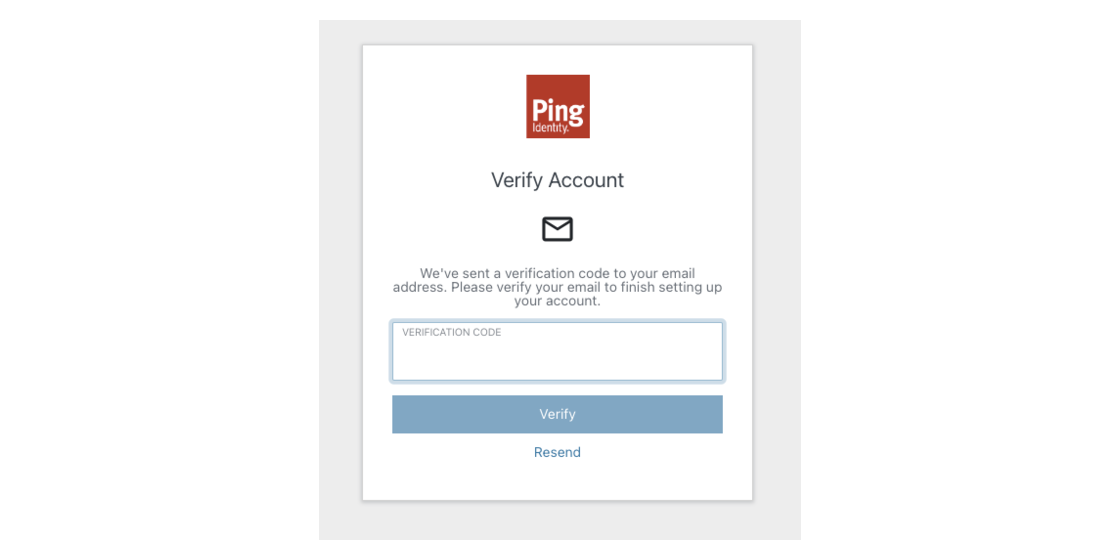 Ping
Identity.
Verify Account
We've sent a verification code to your email
address. Please verify your email to finish setting up
your account.
VERIFICATION CODE
Verify
Resend